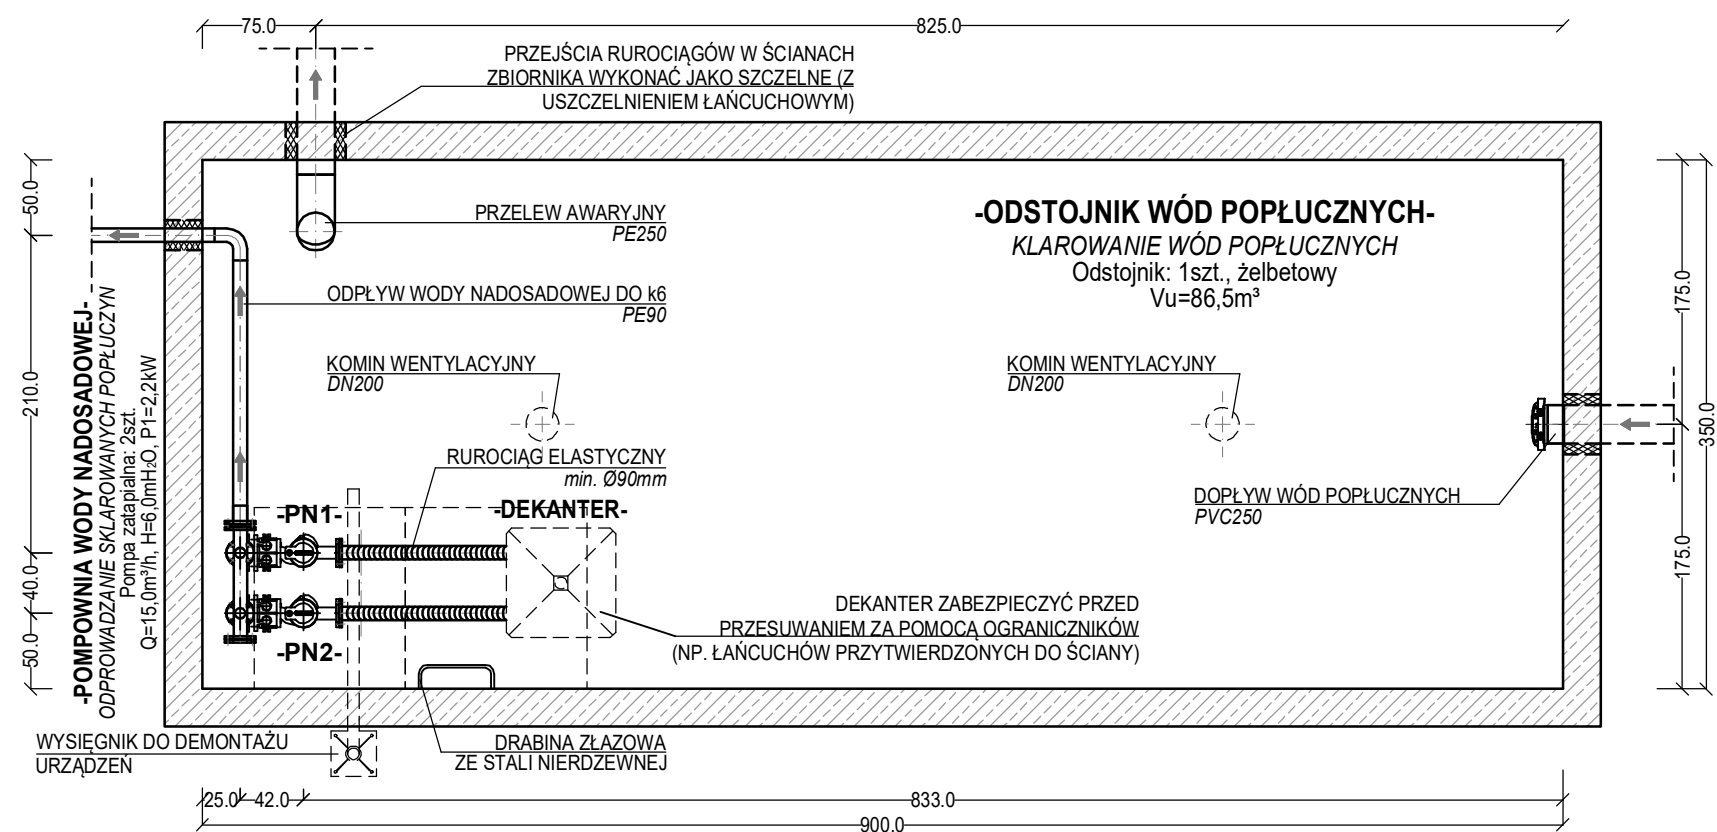 75.0
825.0
PRZEJŚCIA RUROCIĄGÓW W ŚCIANACH
ZBIORNIKA WYKONAĆ JAKO SZCZELNE (Z
USZCZELNIENIEM ŁAŃCUCHOWYM)
50.0
210.0
40.0
50.0
-POMPOWNIA WODY NADOSADOWEJ-
ODPROWADZANIE SKLAROWANYCH POPŁUCZYN
Pompa zatapialna: 2szt.
Q=15,0m³/h, H=6,0mH₂O, P1=2,2kW
PRZELEW AWARYJNY
PE250
ODPŁYW WODY NADOSADOWEJ DO k6
PE90
-ODSTOJNIK WÓD POPŁUCZNYCH-
KLAROWANIE WÓD POPŁUCZNYCH
Odstojnik: 1szt., żelbetowy
Vu=86,5m³
KOMIN WENTYLACYJNY
DN200
KOMIN WENTYLACYJNY
DN200
RUROCIĄG ELASTYCZNY
min. Ø90mm
-DEKANTER-
-PN1-
-PN2-
DOPŁYW WÓD POPŁUCZNYCH
PVC250
175.0
175.0
350.0
DEKANTER ZABEZPIECZYĆ PRZED
PRZESUWANIEM ZA POMOCĄ OGRANICZNIKÓW
(NP. ŁAŃCUCHÓW PRZYTWIERDZONYCH DO ŚCIANY)
WYSIĘGNIK DO DEMONTAŻU
URZĄDZEŃ
DRABINA ZŁAZOWA
ZE STALI NIERDZEWNEJ
25.0
42.0
833.0
900.0